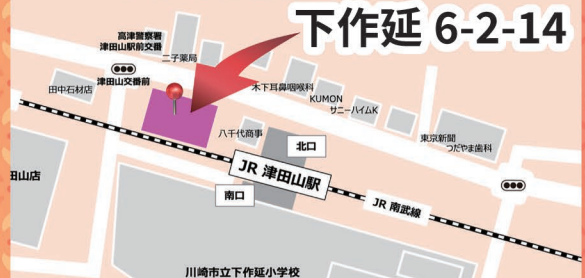 下作延 6-2-14
高津警察署
津田山駅前交番
二子薬局
津田山交番前
田中石材店
木下耳鼻咽喉科
KUMON
サニーハイムK
八千代商事
東京新聞
つだやま歯科
北口
JR 津田山駅
田山店
南口
JR 南武線
川崎市立下作延小学校